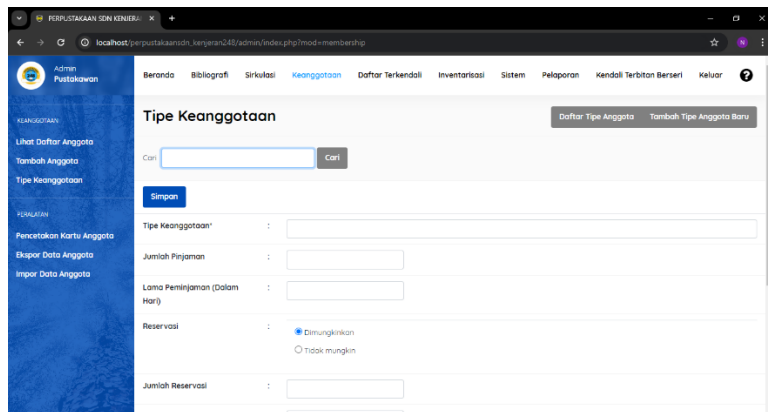 PERPUSTAKAAN SDN KENJERA
localhost/perpustakaansdn_kenjeran248/admin/index.php?mod=membership
N
Admin
Pustakawan
Beranda Bibliografi Sirkulasi Keanggotaan Daftar Terkendali Inventarisasi Sistem Pelaporan Kendali Terbitan Berseri Keluar ?
KEANGGOTAAN
Lihat Daftar Anggota
Tambah Anggota
Tipe Keanggotaan
PERALATAN
Pencetakan Kartu Anggota
Ekspor Data Anggota
Impor Data Anggota
Tipe Keanggotaan
Daftar Tipe Anggota Tambah Tipe Anggota Baru
Cari Cari
Simpan
Tipe Keanggotaan* :
Jumlah Pinjaman :
Lama Peminjaman (Dalam :
Hari)
Reservasi :
Dimungkinkan
Tidak mungkin
Jumlah Reservasi :